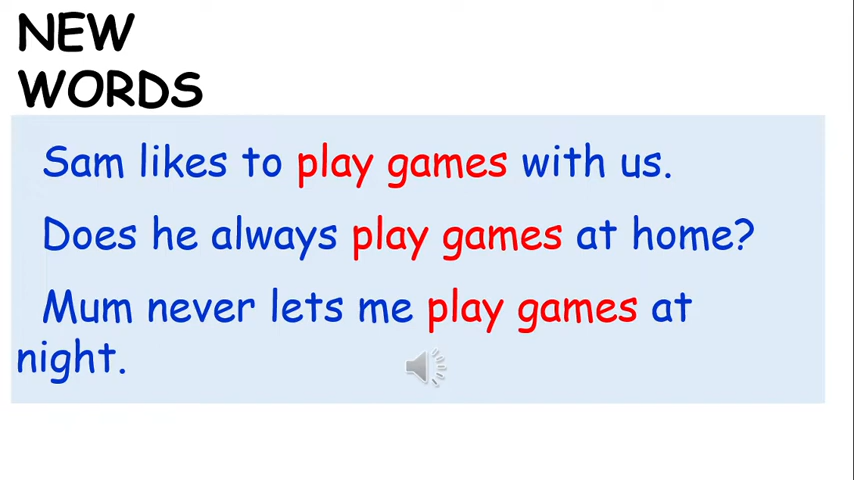 NEW
WORDS
Sam likes to play games with us.
Does he always play games at home?
Mum never lets me play games at
night.